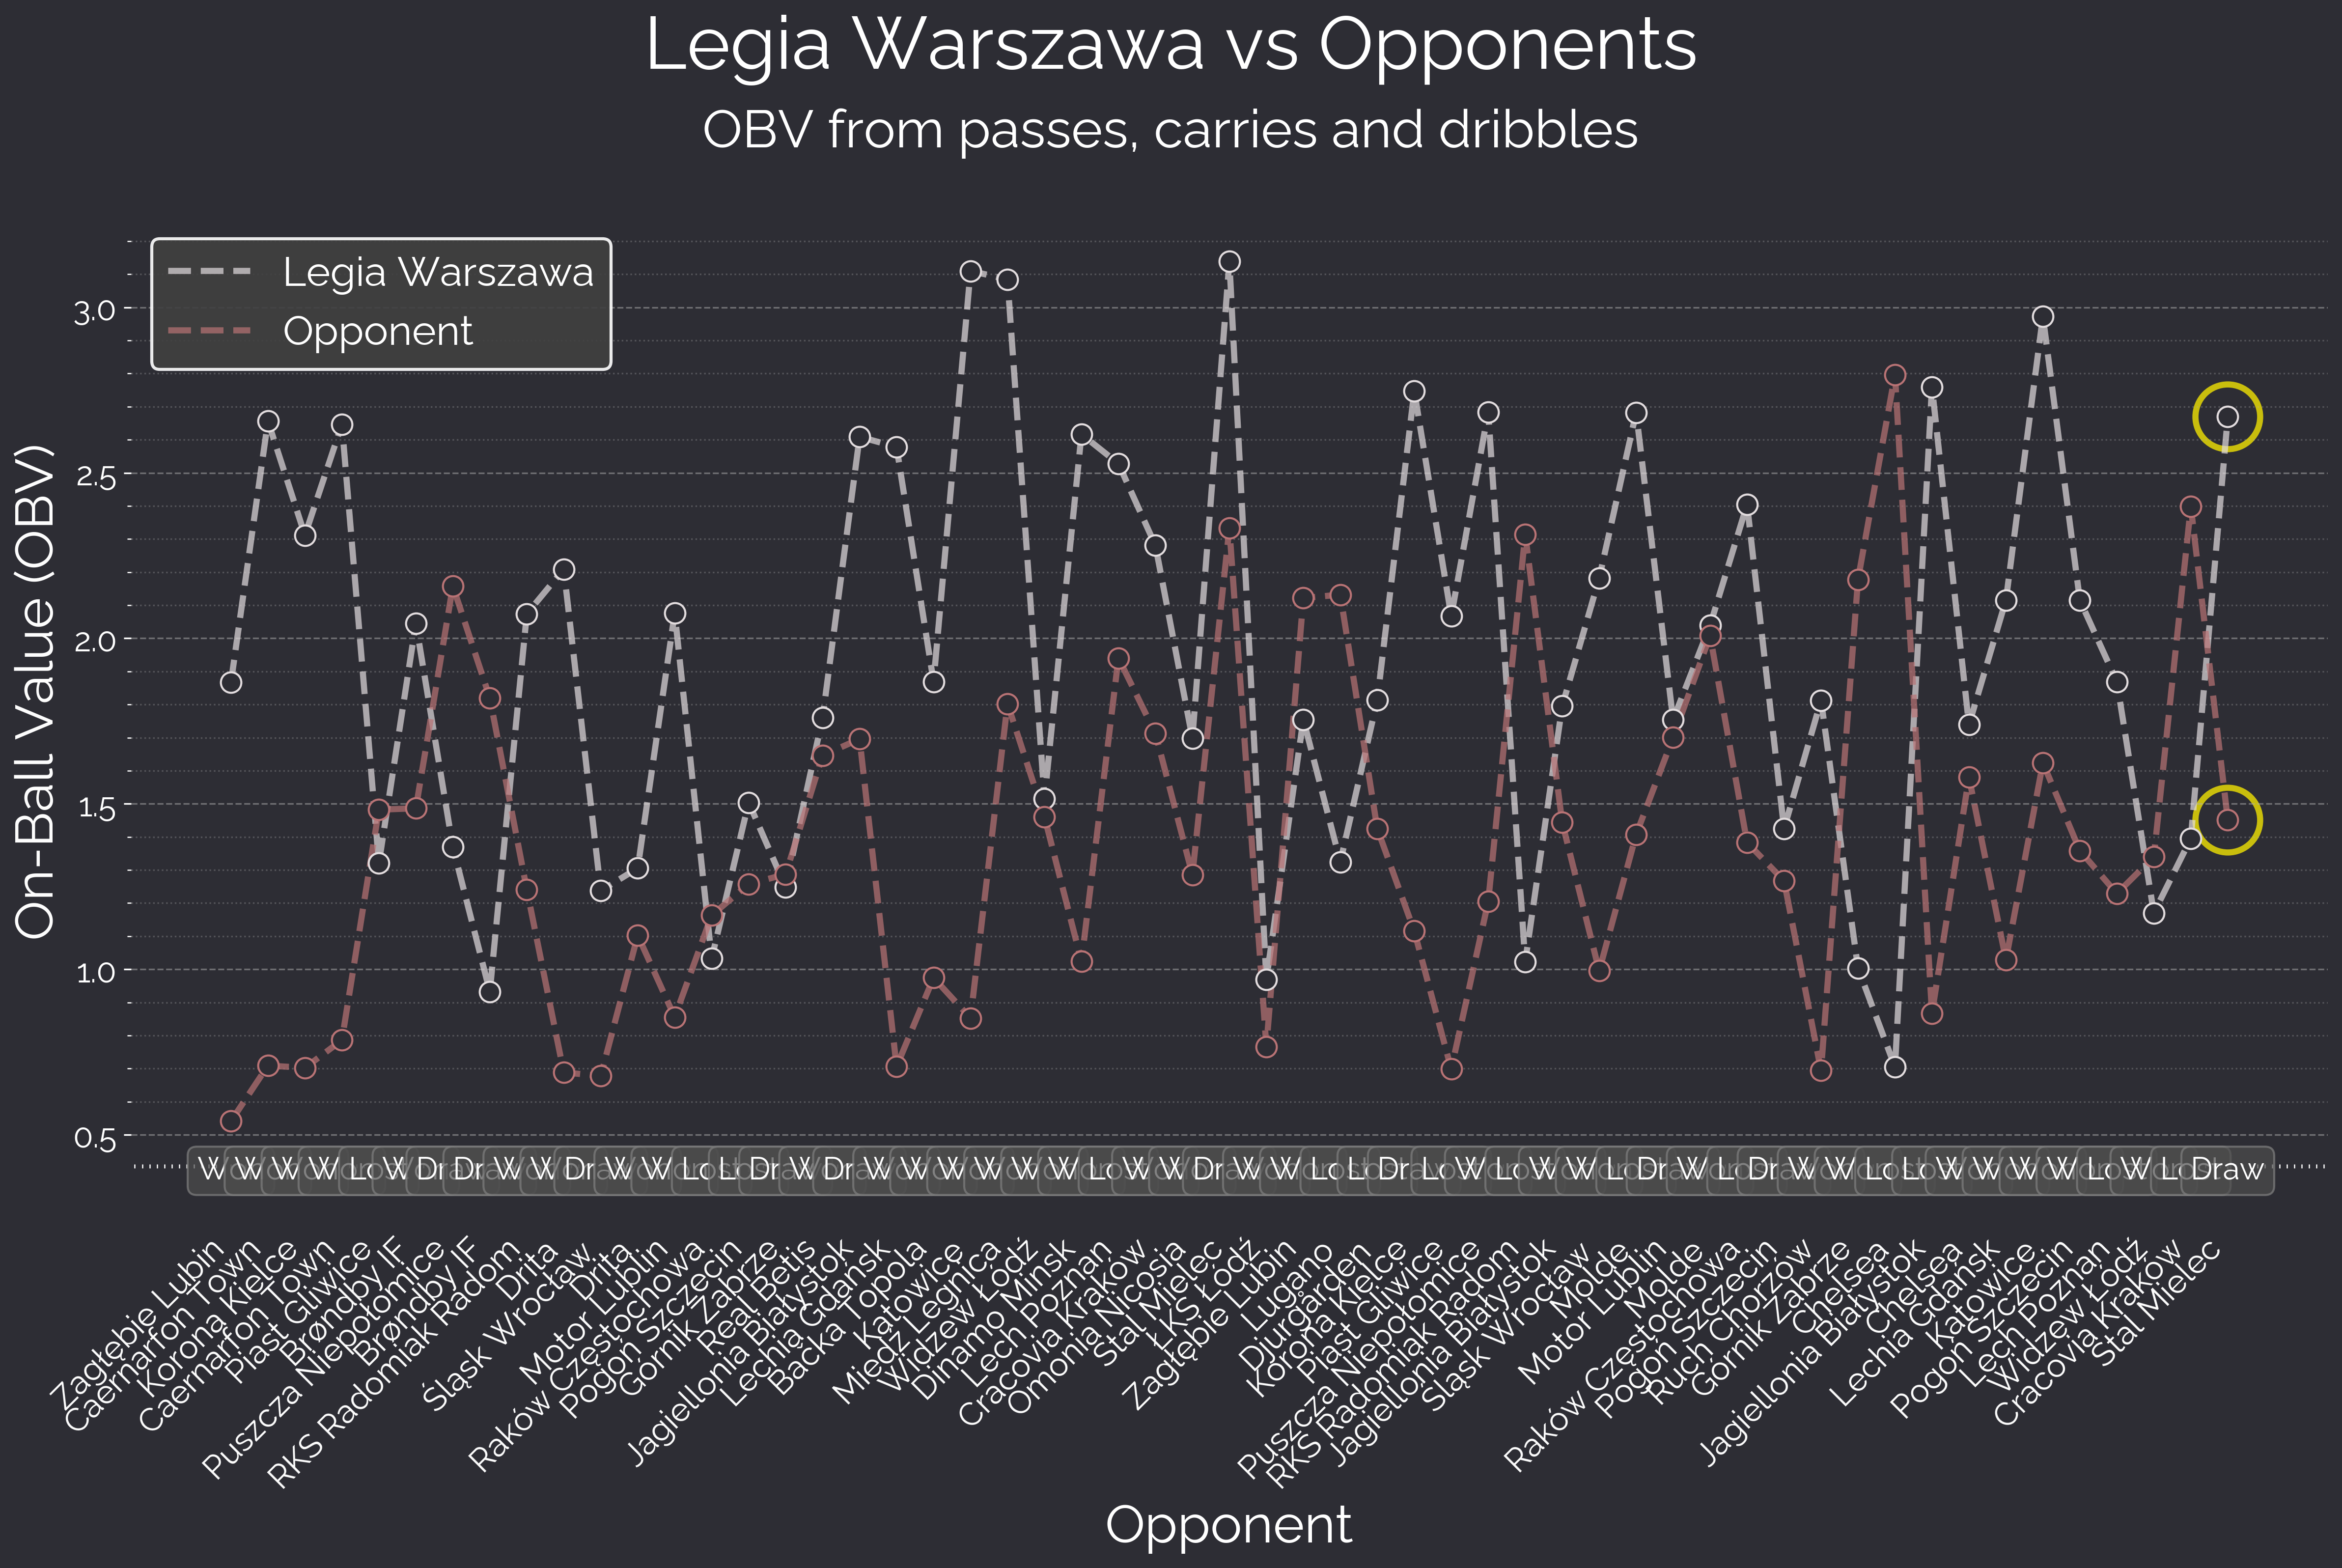 Legia Warszawa vs Opponents
OBV from passes, carries and dribbles
Legia Warszawa
Opponent
On-Ball Value (OBV)
3.0
2.5
2.0
1.5
1.0
0.5
Draw
Zagłębie Lubin
Caernarfon Town
Korona Kielce
Caernarfon Town
Piast Gliwice
Brøndby IF
Puszcza Niepołomice
Brøndby IF
RKS Radomiak Radom
Drita
Śląsk Wrocław
Drita
Motor Lublin
Raków Częstochowa
Pogoń Szczecin
Górnik Zabrze
Real Betis
Jagiellonia Białystok
Lechia Gdańsk
Backa Topola
Katowice
Miedź Legnica
Widzew Łódź
Dinamo Minsk
Lech Poznań
Cracovia Kraków
Omonia Nicosia
Stal Mielec
ŁKS Łódź
Zagłębie Lubin
Lugano
Djurgården
Korona Kielce
Piast Gliwice
Puszcza Niepołomice
RKS Radomiak Radom
Jagiellonia Białystok
Śląsk Wrocław
Molde
Motor Lublin
Molde
Raków Częstochowa
Pogoń Szczecin
Ruch Chorzów
Górnik Zabrze
Chelsea
Jagiellonia Białystok
Chelsea
Lechia Gdańsk
Katowice
Pogoń Szczecin
Lech Poznań
Widzew Łódź
Cracovia Kraków
Stal Mielec
Opponent